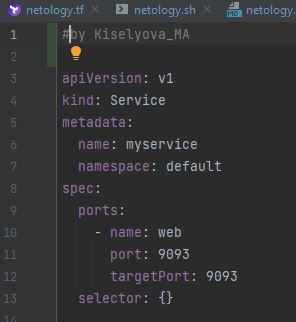 netology.tf netology.sh netology
1 #by Kiselyova_MA
2
3 apiVersion: v1
4 kind: Service
5 metadata:
6   name: myservice
7   namespace: default
8 spec:
9   ports:
10     - name: web
11       port: 9093
12       targetPort: 9093
13   selector: {}